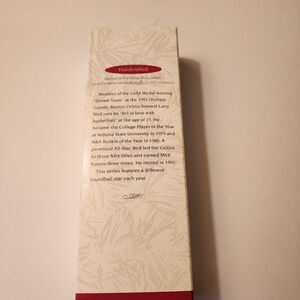 Handcrafted
Member of the Gold Medal-winning
"Dream Team" at the 1992 Olympic
Games, Boston Celtics forward Larry
Bird says he "fell in love with
basketball" at the age of 13. He
became the College Player of the Year
at Indiana State University in 1979 and
NBA Rookie of the Year in 1980. A
perennial All-Star, Bird led the Celtics
to three NBA titles and earned MVP
honors three times. He retired in 1992.
This series features a different
roundball star each year.